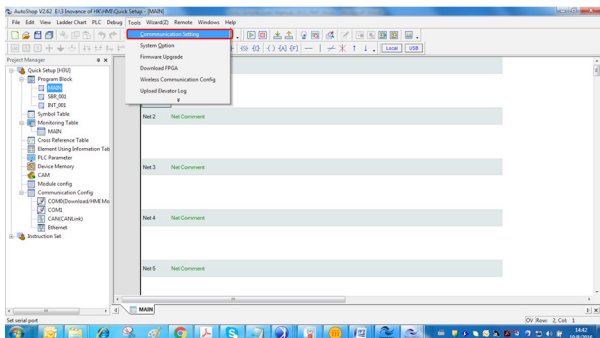 AutoShop V2.62 E:\3 Inovance of HK\HMI\Quick Setup - [MAIN]
File Edit View Ladder Chart PLC Debug Tools Wizard(Z) Remote Windows Help
Communication Setting
System Option
Firmware Upgrade
Download FPGA
Wireless Communication Config
Upload Elevator Log
Local USB
Project Manager
Quick Setup [H3U]
Program Block
MAIN
SBR_001
INT_001
Symbol Table
Monitoring Table
MAIN
Cross Reference Table
Element Using Information Tab
PLC Parameter
Device Memory
CAM
Module config
Communication Config
COM0(Download/HMI Mo
COM1
CAN(CANLink)
Ethernet
Instruction Set
Net 2 Net Comment
Net 3 Net Comment
Net 4 Net Comment
Net 5 Net Comment
MAIN
Set serial port
OV Row: 2, Col: 1
14:42